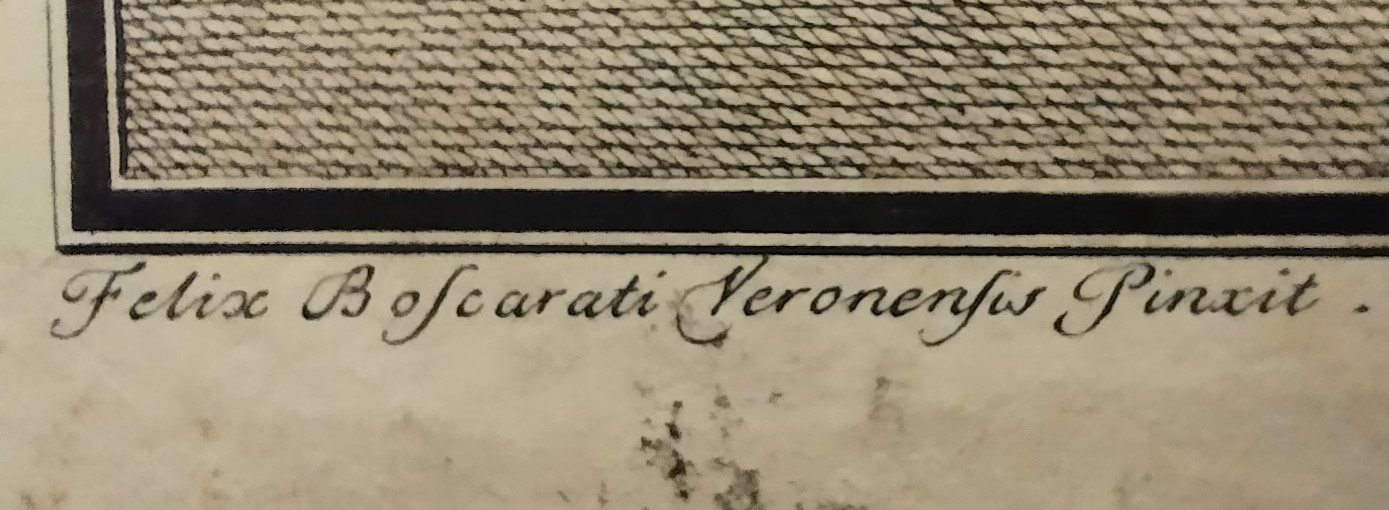 Felix Boſcarati Veronenſis Pinxit .